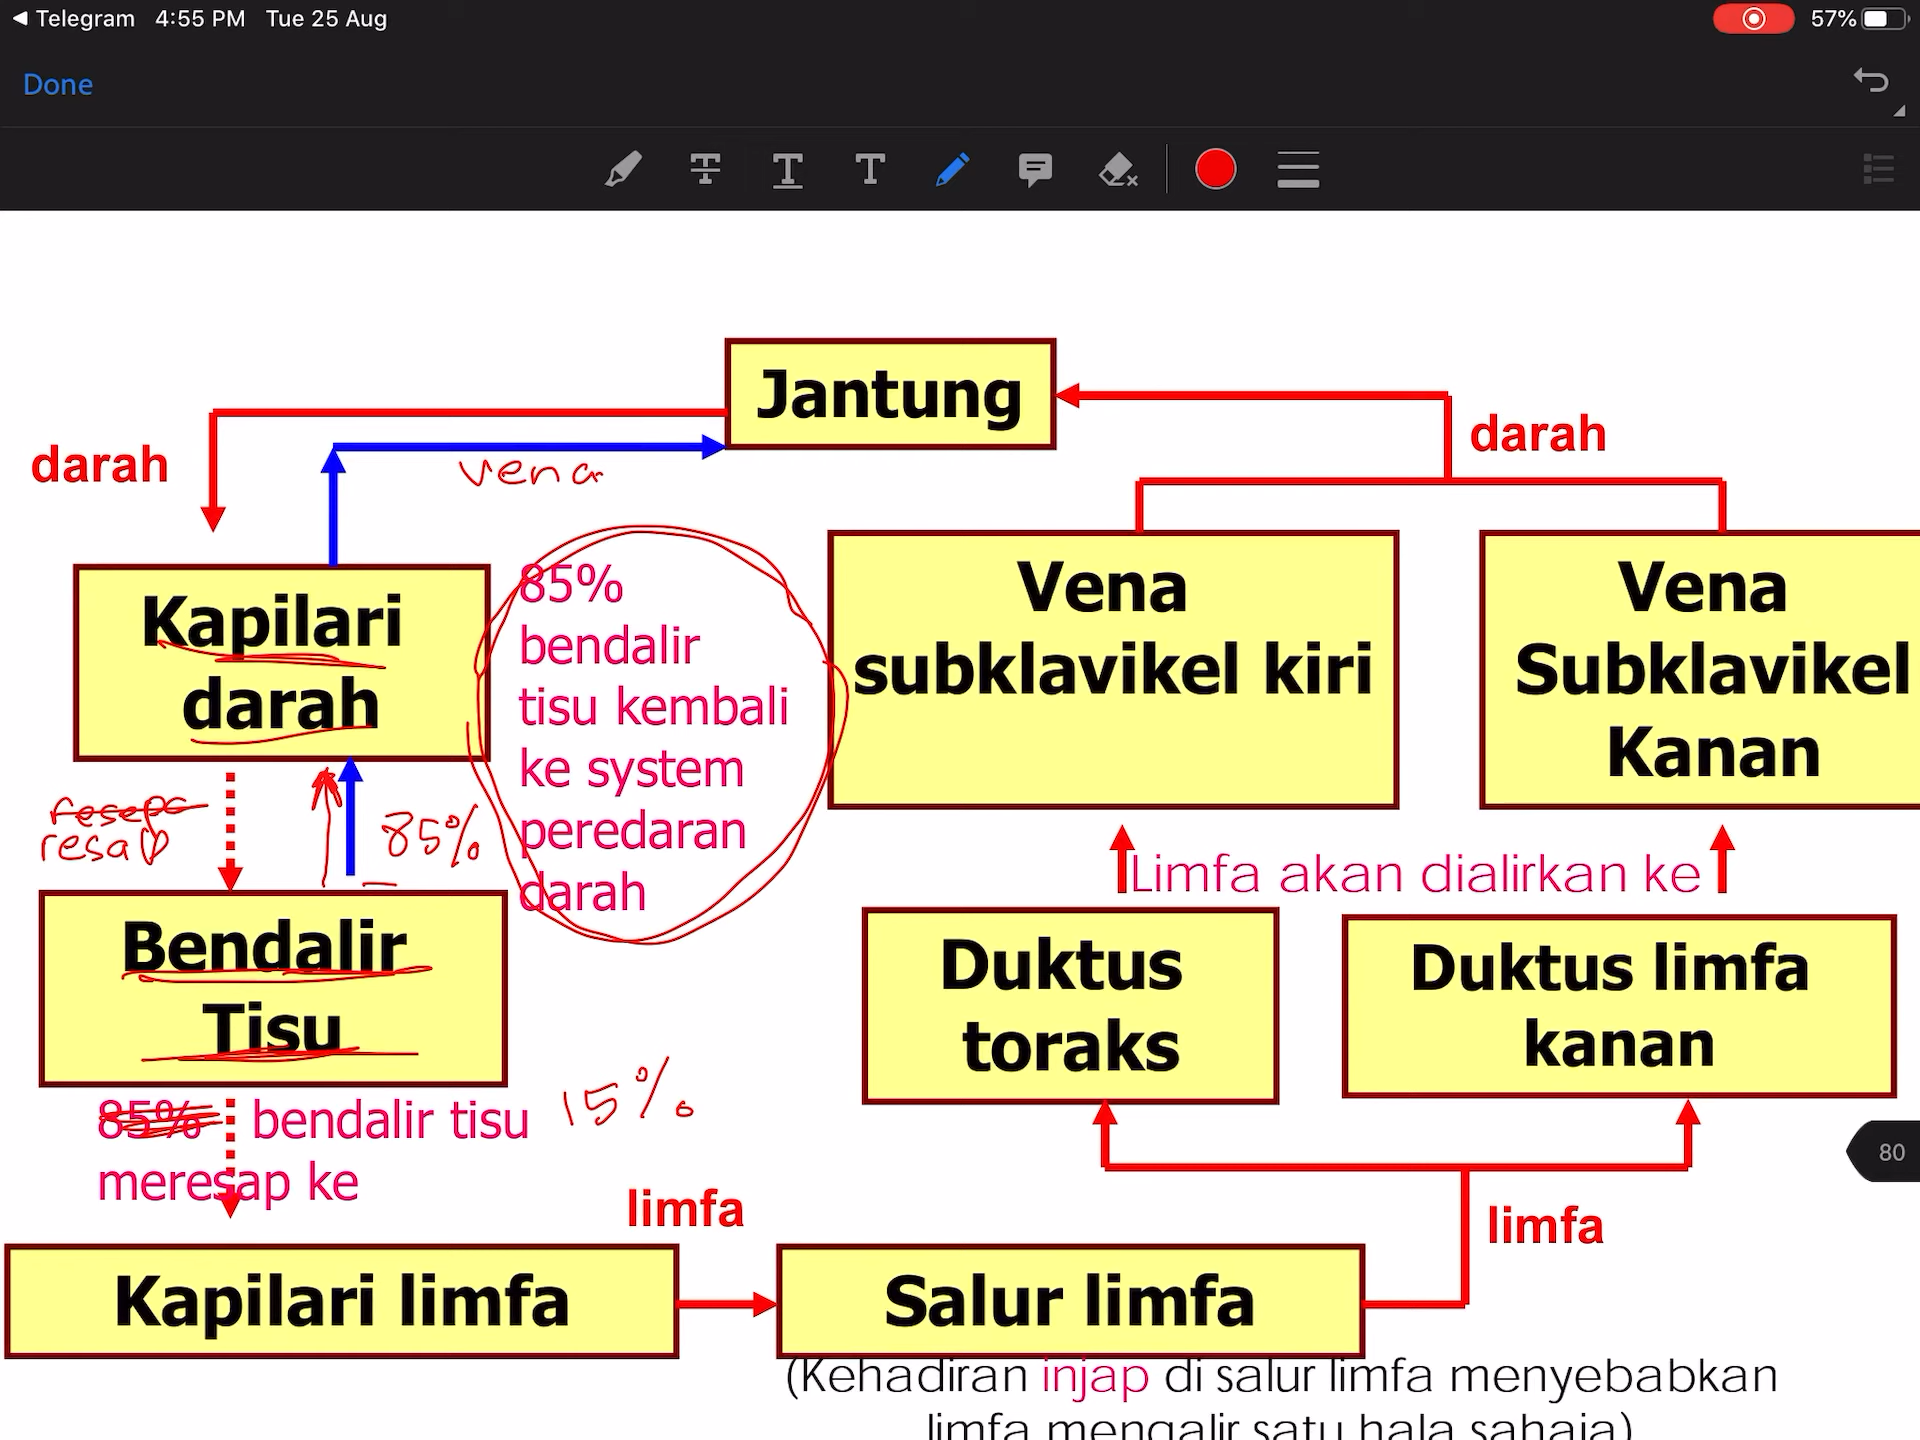 Telegram 4:55 PM Tue 25 Aug 57%
Done
Jantung
darah
darah
vena
Kapilari
darah
85%
bendalir
tisu kembali
ke system
peredaran
darah
Vena
subklavikel kiri
Vena
Subklavikel
Kanan
resap
85%
Limfa akan dialirkan ke
Bendalir
Tisu
Duktus
toraks
Duktus limfa
kanan
85% bendalir tisu 15%
meresap ke
80
limfa
limfa
Kapilari limfa
Salur limfa
(Kehadiran injap di salur limfa menyebabkan
limfa mengalir satu hala sahaja)